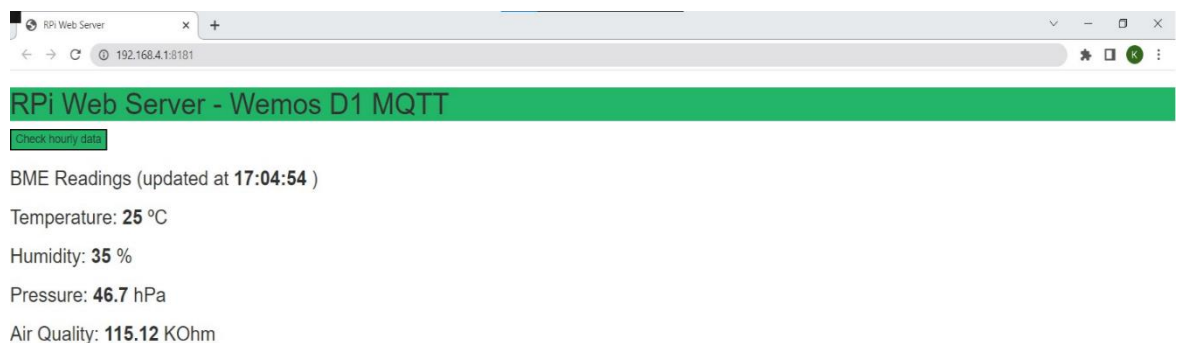 RPi Web Server
192.168.4.1:8181
K
RPi Web Server - Wemos D1 MQTT
Check hourly data
BME Readings (updated at 17:04:54 )
Temperature: 25 ºC
Humidity: 35 %
Pressure: 46.7 hPa
Air Quality: 115.12 KOhm